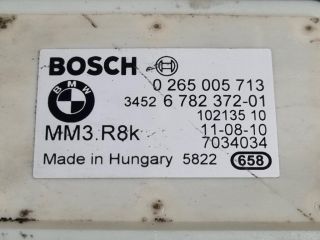 BOSCH
BMW
0 265 005 713
3452 6 782 372-01
102135 10
MM3.R8k 11-08-10
7034034
Made in Hungary 5822 658